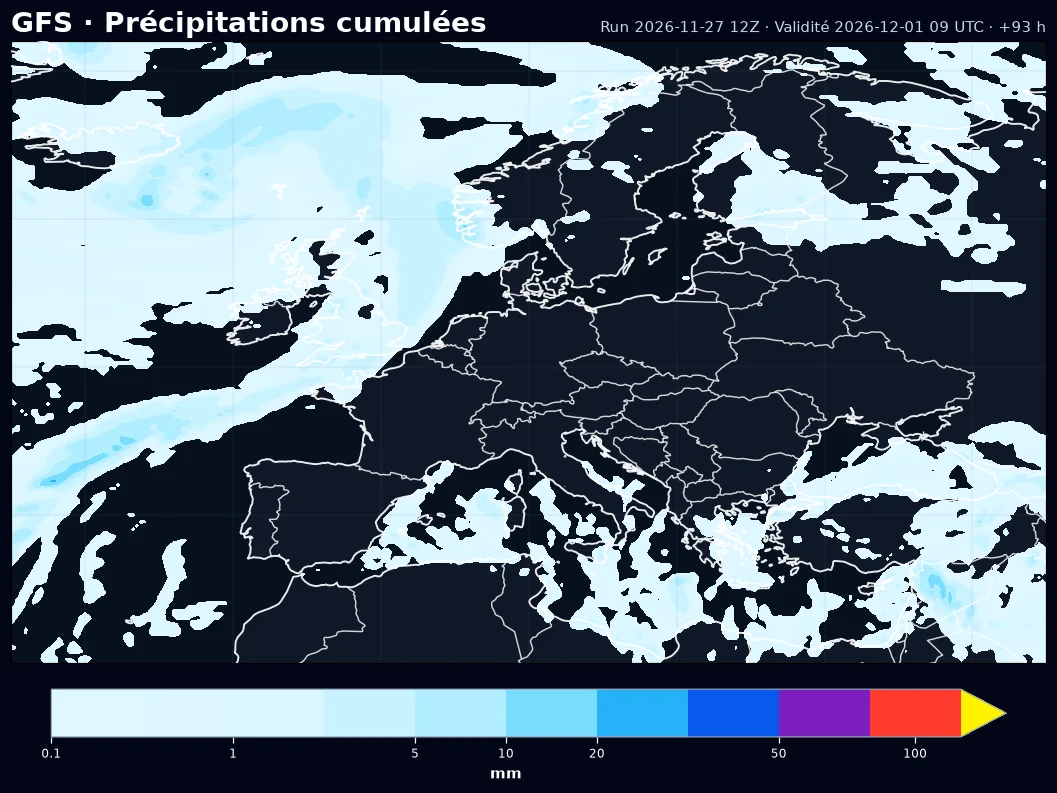 GFS · Précipitations cumulées
Run 2026-11-27 12Z · Validité 2026-12-01 09 UTC · +93 h
0.1 1 5 10 20 50 100
mm